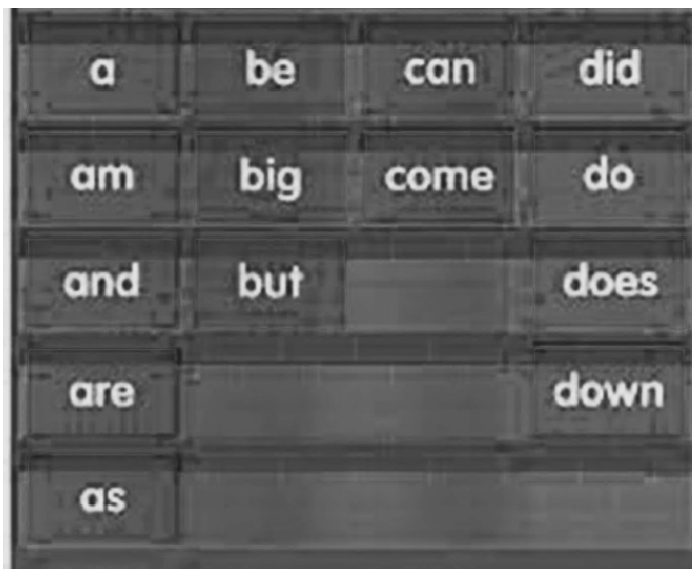 a be can did
am big come do
and but does
are down
as